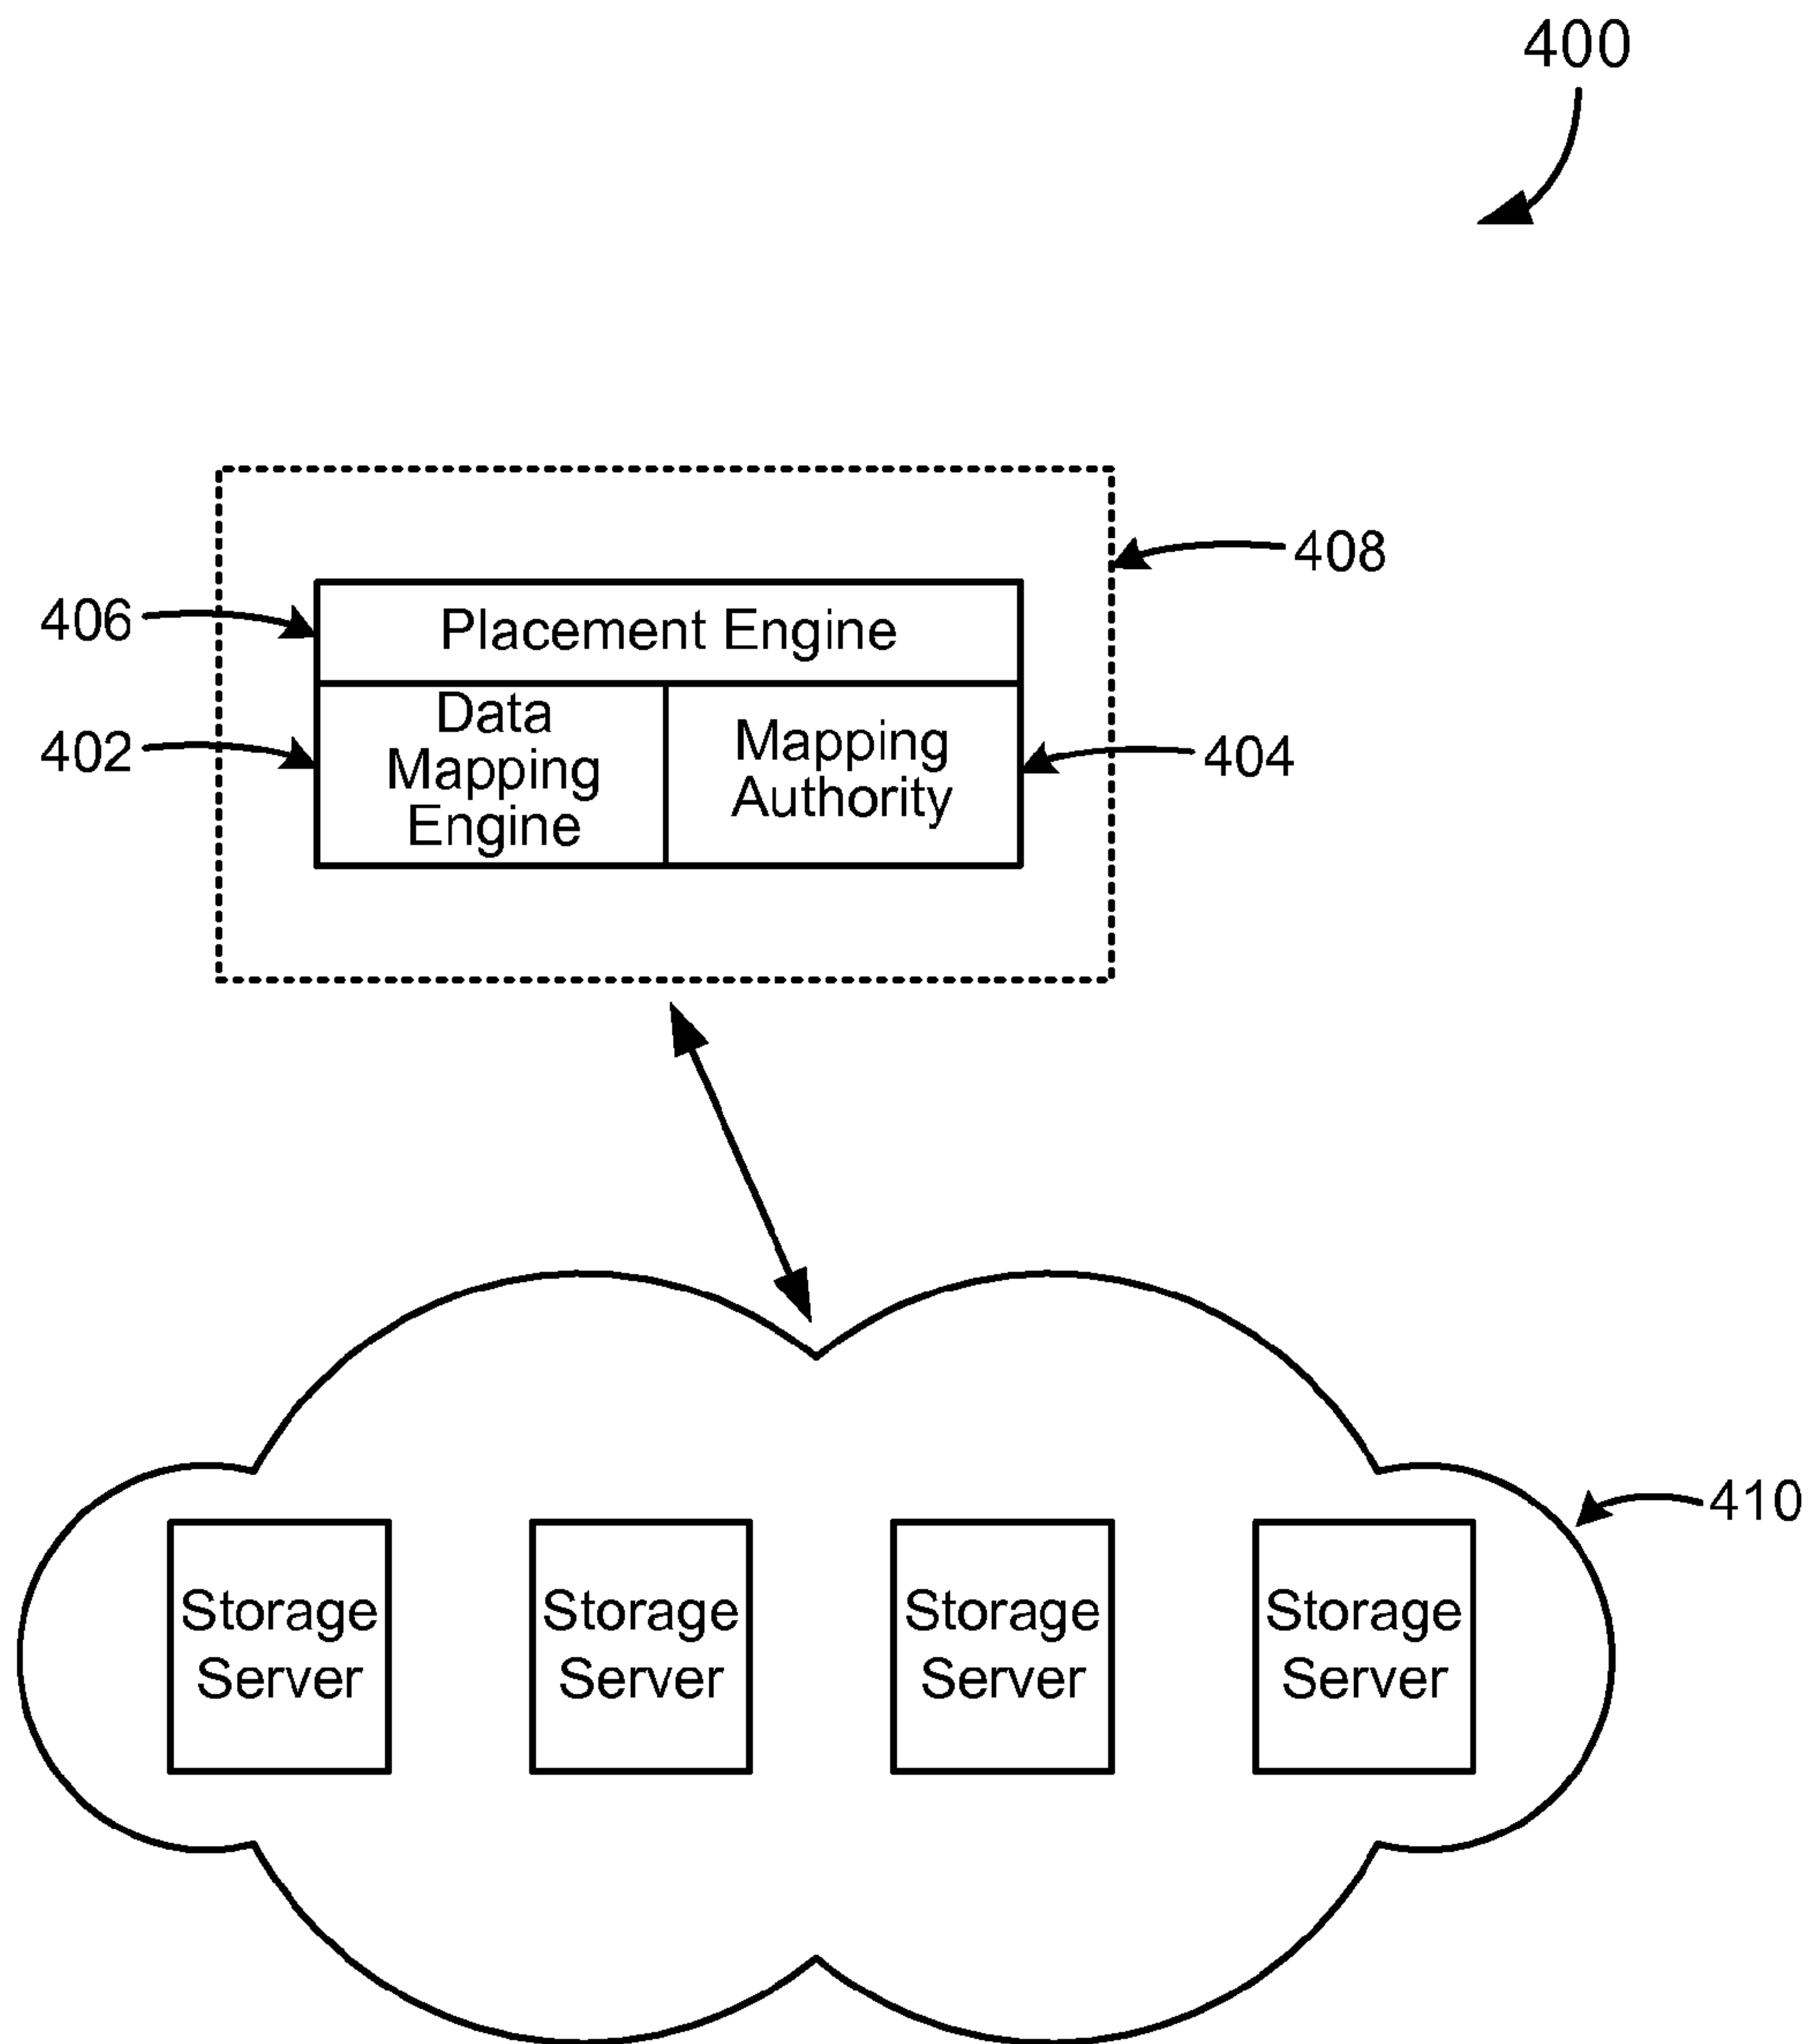 400
408
406
Placement Engine
402
Data
Mapping
Engine
Mapping
Authority
404
410
Storage
Server
Storage
Server
Storage
Server
Storage
Server